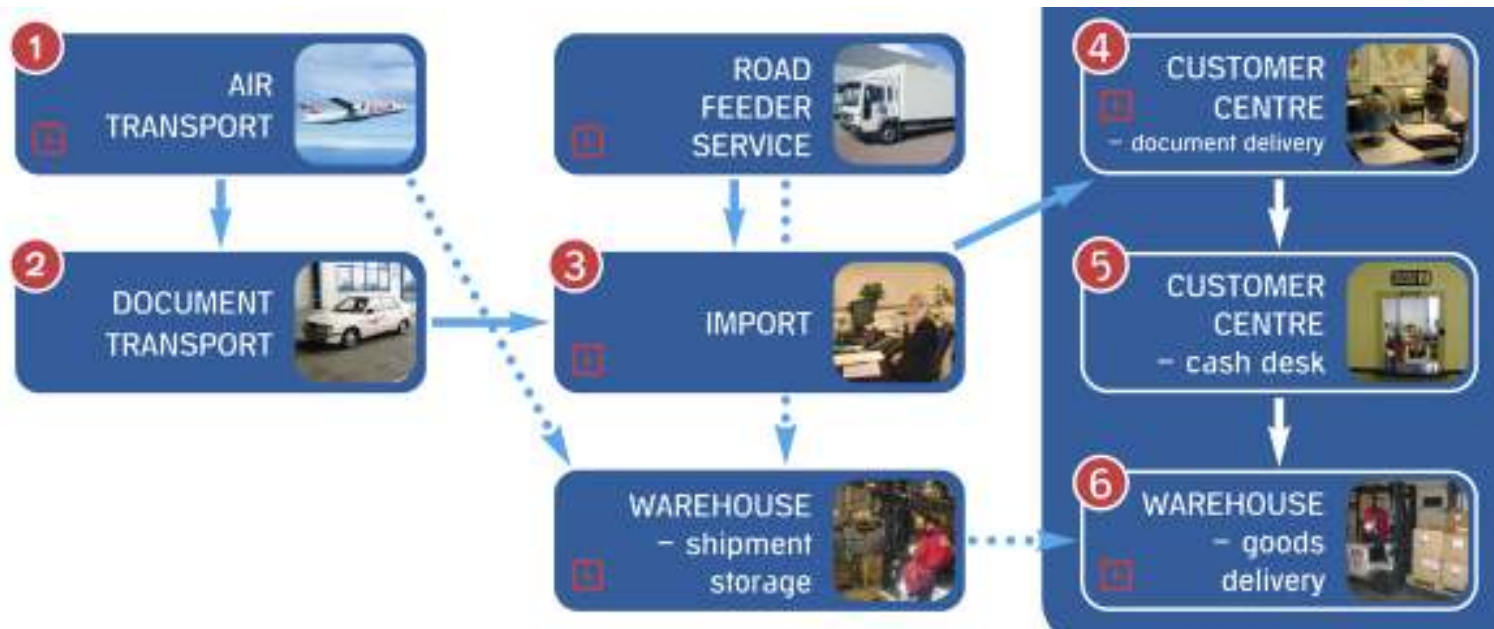 1
AIR
TRANSPORT
ROAD
FEEDER
SERVICE
4
CUSTOMER
CENTRE
– document delivery
2
DOCUMENT
TRANSPORT
3
IMPORT
5
CUSTOMER
CENTRE
– cash desk
WAREHOUSE
– shipment
storage
6
WAREHOUSE
– goods
delivery